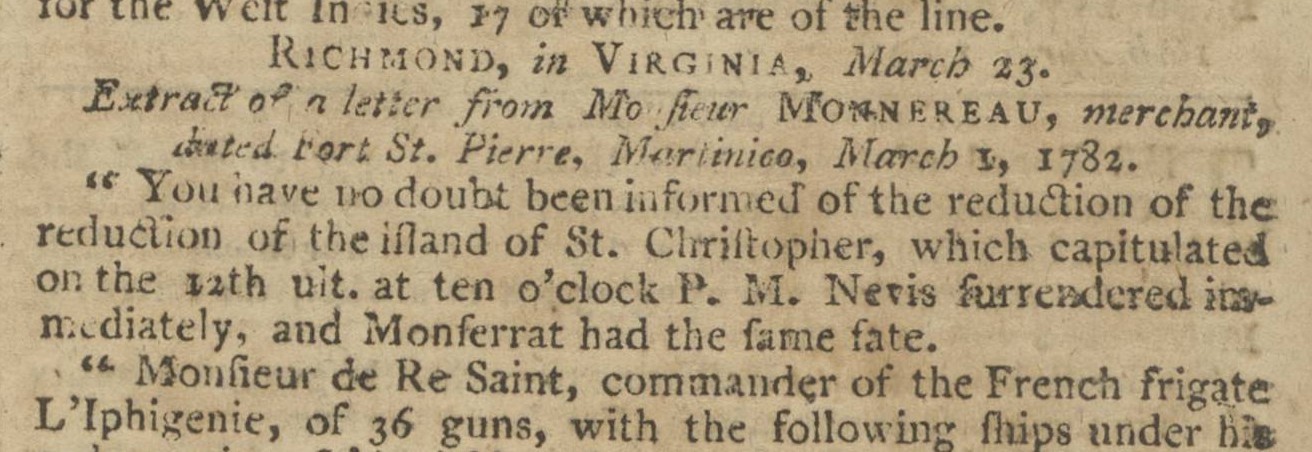 for the West Indies, 17 of which are of the line.
RICHMOND, in VIRGINIA, March 23.
Extract of a letter from Monſieur MONNEREAU, merchant,
dated Fort St. Pierre, Martinico, March 1, 1782.
“ You have no doubt been informed of the reduction of the
reduction of the iſland of St. Chriſtopher, which capitulated
on the 12th ult. at ten o'clock P. M. Nevis ſurrendered im-
mediately, and Monſerrat had the ſame fate.
“ Monſieur de Re Saint, commander of the French frigate
L'Iphigenie, of 36 guns, with the following ſhips under his